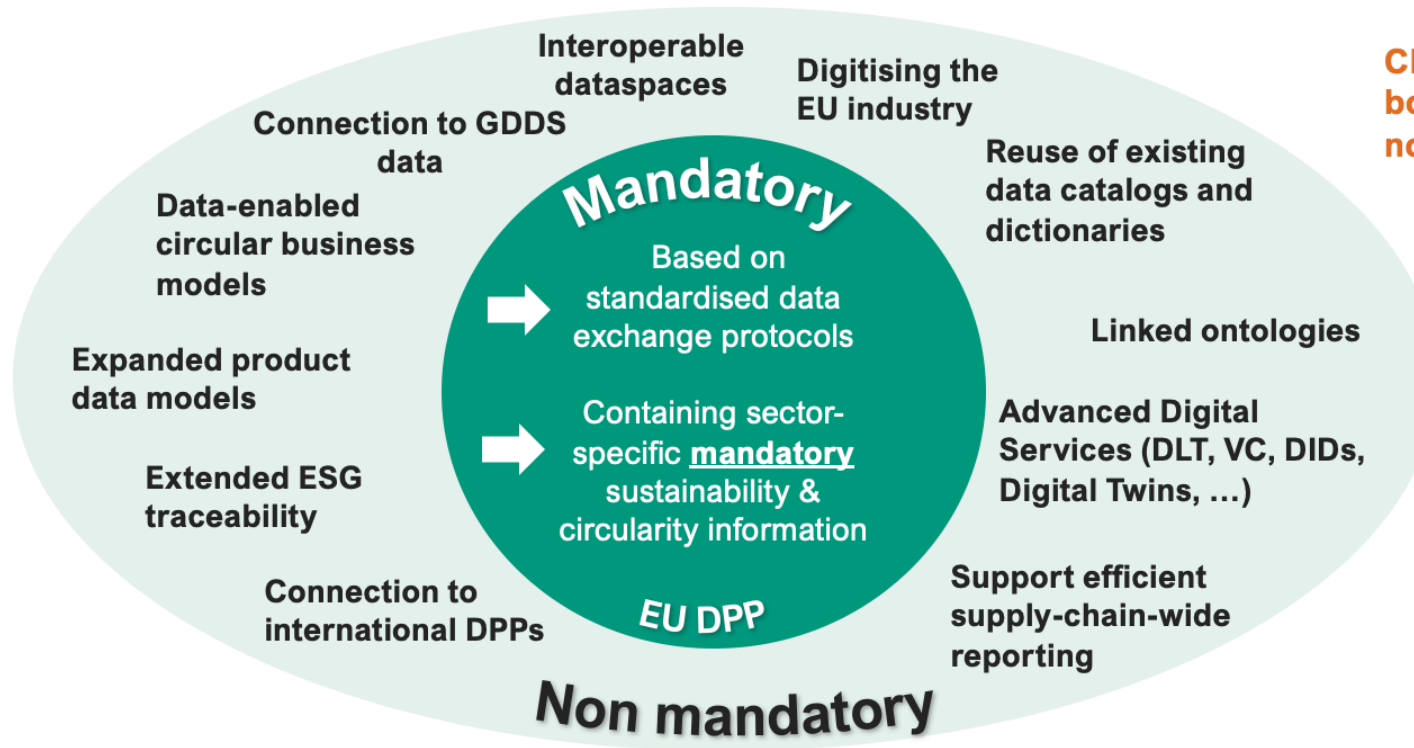 Interoperable
dataspaces
Digitising the
EU industry
Connection to GDDS
data
Reuse of existing
data catalogs and
dictionaries
Data-enabled
circular business
models
Linked ontologies
Expanded product
data models
Advanced Digital
Services (DLT, VC, DIDs,
Digital Twins, ...)
Extended ESG
traceability
Support efficient
supply-chain-wide
reporting
Connection to
international DPPs
Mandatory
Based on
standardised data
exchange protocols
Containing sector-
specific mandatory
sustainability &
circularity information
EU DPP
Non mandatory